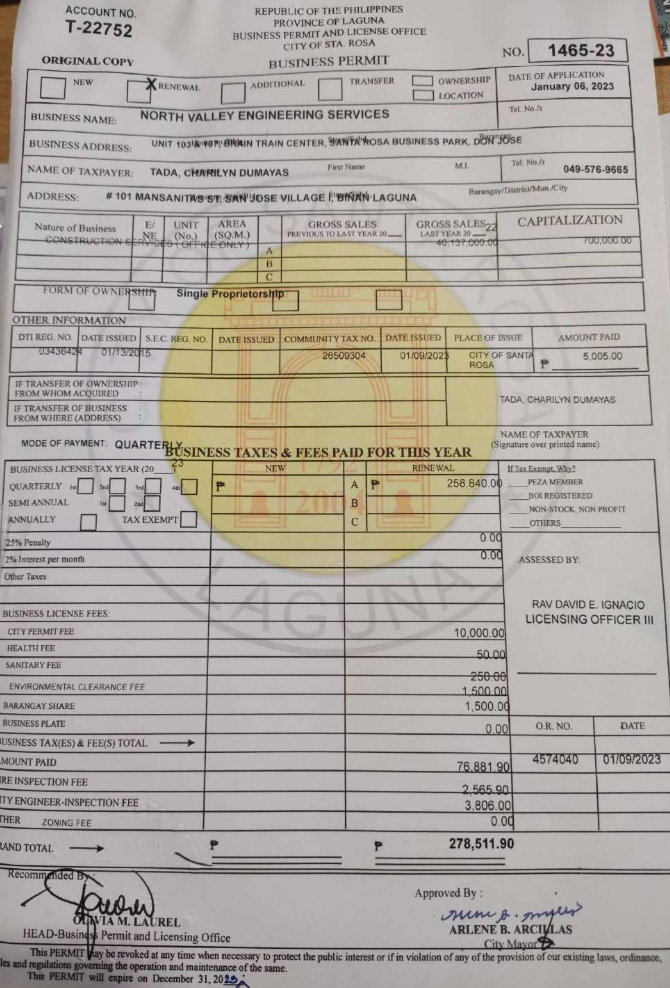 ACCOUNT NO.
T-22752
REPUBLIC OF THE PHILIPPINES
PROVINCE OF LAGUNA
BUSINESS PERMIT AND LICENSE OFFICE
CITY OF STA. ROSA
ORIGINAL COPY
BUSINESS PERMIT
NO. 1465-23
NEW X RENEWAL ADDITIONAL TRANSFER OWNERSHIP LOCATION
DATE OF APPLICATION
January 06, 2023
BUSINESS NAME: NORTH VALLEY ENGINEERING SERVICES
Tel. No./s
BUSINESS ADDRESS: UNIT 103 & 107, BRAIN TRAIN CENTER, SANTA ROSA BUSINESS PARK, DON JOSE
Barangay
NAME OF TAXPAYER: TADA, CHARILYN DUMAYAS First Name M.I. Tel. No./s 049-576-9665
ADDRESS: # 101 MANSANITAS ST. SAN JOSE VILLAGE I, BINAN LAGUNA
Barangay/District/Mun./City
Nature of Business E/NE UNIT (No.) AREA (SQ.M.) GROSS SALES PREVIOUS TO LAST YEAR 20__ GROSS SALES LAST YEAR 20 22 CAPITALIZATION
CONSTRUCTION SERVICES ( OFFICE ONLY ) A 40,137,000.00 700,000.00
B
C
FORM OF OWNERSHIP Single Proprietorship
OTHER INFORMATION
DTI REG. NO. DATE ISSUED S.E.C. REG. NO. DATE ISSUED COMMUNITY TAX NO. DATE ISSUED PLACE OF ISSUE AMOUNT PAID
03436424 01/13/2015 26509304 01/09/2023 CITY OF SANTA ROSA ₱ 5,005.00
IF TRANSFER OF OWNERSHIP :
FROM WHOM ACQUIRED :
IF TRANSFER OF BUSINESS :
FROM WHERE (ADDRESS) :
TADA, CHARILYN DUMAYAS
NAME OF TAXPAYER
(Signature over printed name)
MODE OF PAYMENT: QUARTERLY
BUSINESS TAXES & FEES PAID FOR THIS YEAR
BUSINESS LICENSE TAX YEAR (20 23 NEW RENEWAL If Tax Exempt, Why?
QUARTERLY 1st 2nd 3rd 4th ₱ A ₱ 258,840.00 PEZA MEMBER
SEMI ANNUAL 1st 2nd B BOI REGISTERED
NON-STOCK, NON PROFIT
ANNUALLY TAX EXEMPT C OTHERS
25% Penalty 0.00
2% Interest per month 0.00
Other Taxes
ASSESSED BY:
RAV DAVID E. IGNACIO
LICENSING OFFICER III
BUSINESS LICENSE FEES:
CITY PERMIT FEE 10,000.00
HEALTH FEE 50.00
SANITARY FEE 250.00
ENVIRONMENTAL CLEARANCE FEE 1,500.00
BARANGAY SHARE 1,500.00
BUSINESS PLATE 0.00
O.R. NO. DATE
USINESS TAX(ES) & FEE(S) TOTAL
MOUNT PAID 76,881.90 4574040 01/09/2023
RE INSPECTION FEE 2,565.90
TY ENGINEER-INSPECTION FEE 3,806.00
THER ZONING FEE 0.00
RAND TOTAL ₱ ₱ 278,511.90
Recommended By :
OLIVIA M. LAUREL
HEAD-Business Permit and Licensing Office
Approved By :
ARLENE B. ARCILLAS
City Mayor
This PERMIT may be revoked at any time when necessary to protect the public interest or if in violation of any of the provision of our existing laws, ordinance,
les and regulations governing the operation and maintenance of the same.
This PERMIT will expire on December 31, 2023
1792
2004
LAGUNA